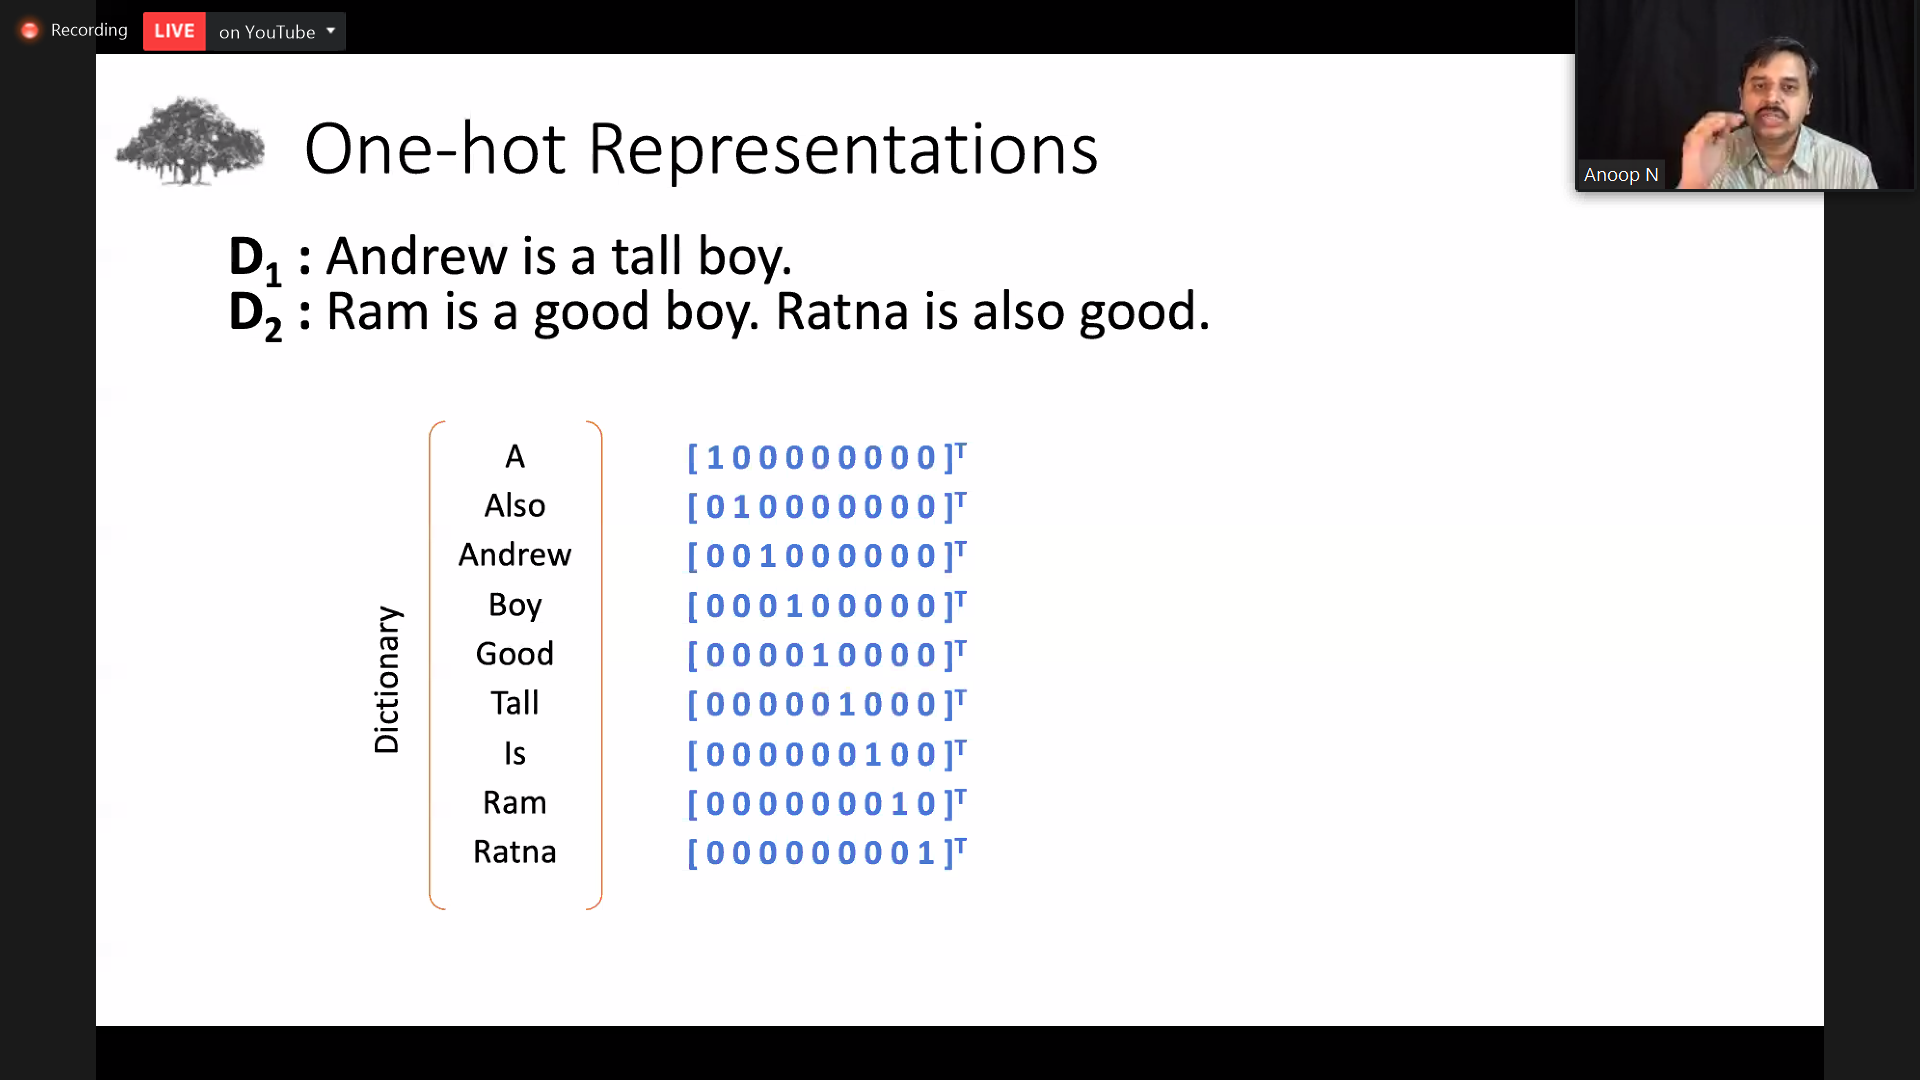 Recording
LIVE on YouTube
Anoop N
One-hot Representations
D1 : Andrew is a tall boy.
D2 : Ram is a good boy. Ratna is also good.
Dictionary
A [ 1 0 0 0 0 0 0 0 0 ]T
Also [ 0 1 0 0 0 0 0 0 0 ]T
Andrew [ 0 0 1 0 0 0 0 0 0 ]T
Boy [ 0 0 0 1 0 0 0 0 0 ]T
Good [ 0 0 0 0 1 0 0 0 0 ]T
Tall [ 0 0 0 0 0 1 0 0 0 ]T
Is [ 0 0 0 0 0 0 1 0 0 ]T
Ram [ 0 0 0 0 0 0 0 1 0 ]T
Ratna [ 0 0 0 0 0 0 0 0 1 ]T